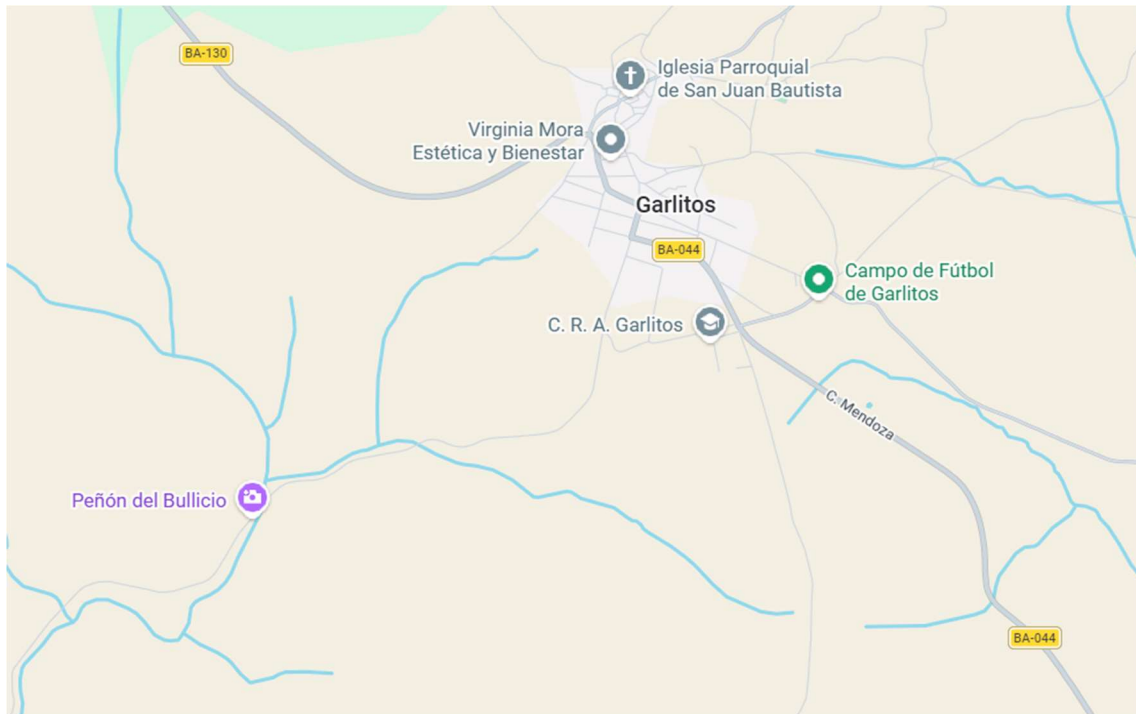 BA-130
Iglesia Parroquial
de San Juan Bautista
Virginia Mora
Estética y Bienestar
Garlitos
BA-044
Campo de Fútbol
de Garlitos
C. R. A. Garlitos
C. Mendoza
Peñón del Bullicio
BA-044